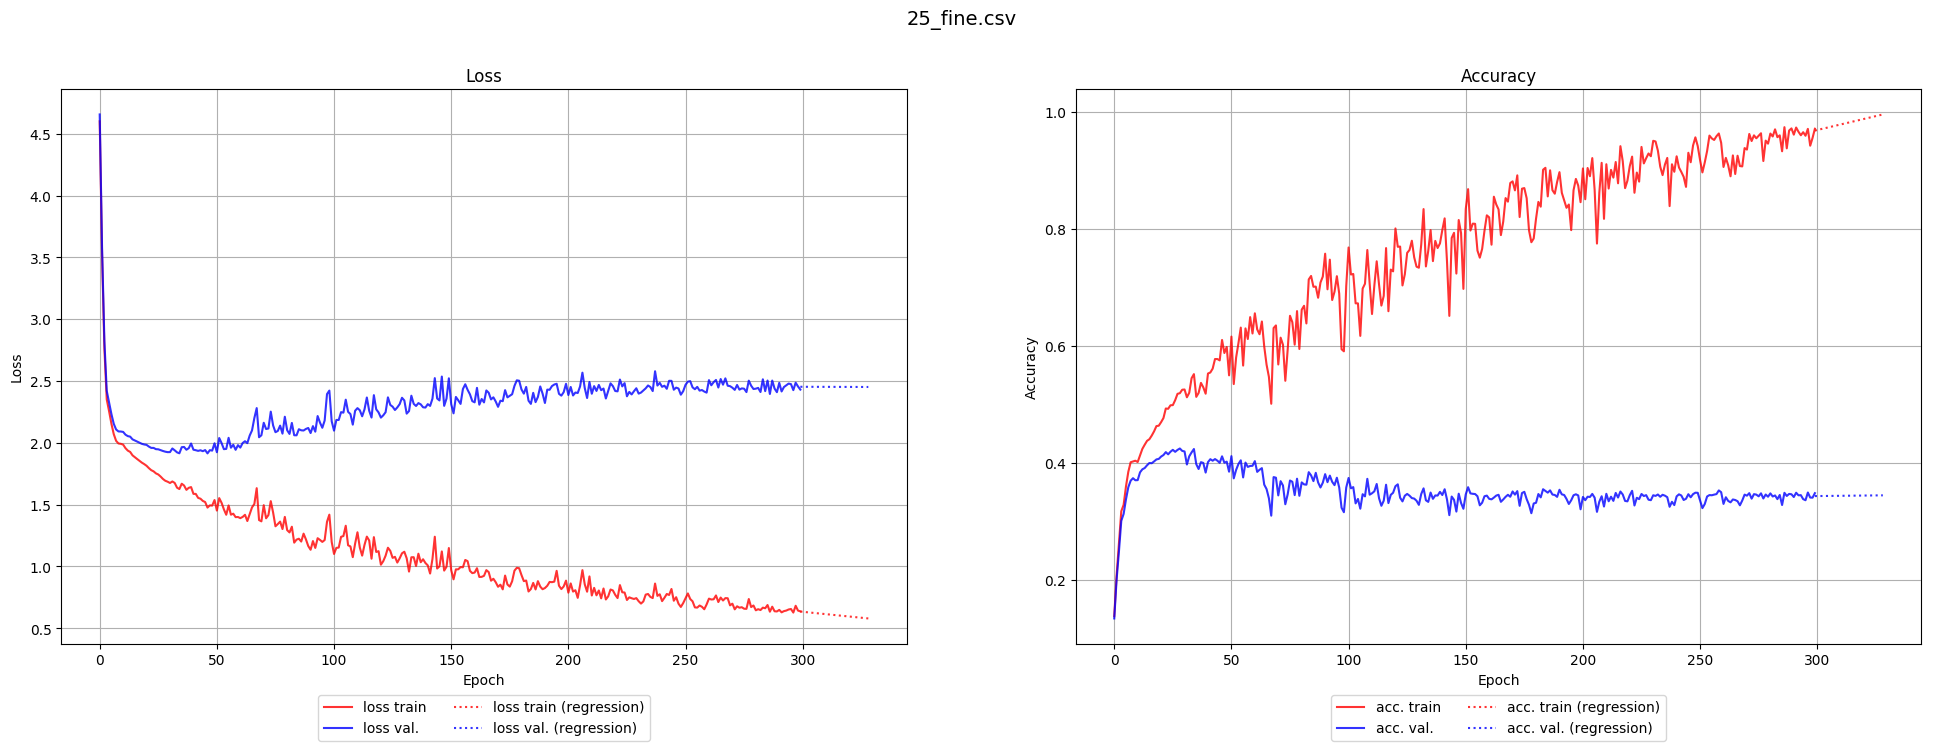 25_fine.csv
Loss
Loss
4.5
4.0
3.5
3.0
2.5
2.0
1.5
1.0
0.5
0 50 100 150 200 250 300
Epoch
loss train loss train (regression)
loss val. loss val. (regression)
Accuracy
Accuracy
1.0
0.8
0.6
0.4
0.2
0 50 100 150 200 250 300
Epoch
acc. train acc. train (regression)
acc. val. acc. val. (regression)